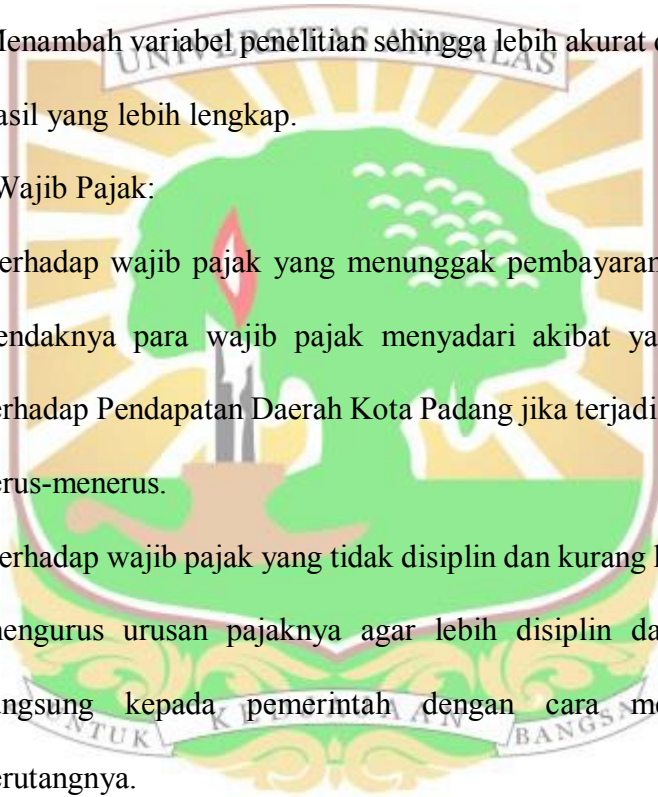 Menambah variabel penelitian sehingga lebih akurat
UNIVERSITAS ANDALAS
asil yang lebih lengkap.
Wajib Pajak:
erhadap wajib pajak yang menunggak pembayaran
endaknya para wajib pajak menyadari akibat ya
erhadap Pendapatan Daerah Kota Padang jika terjadi
erus-menerus.
erhadap wajib pajak yang tidak disiplin dan kurang
mengurus urusan pajaknya agar lebih disiplin da
angsung kepada pemerintah dengan cara me
UNTUK KEDJAJAAN BANGSA
erutangnya.